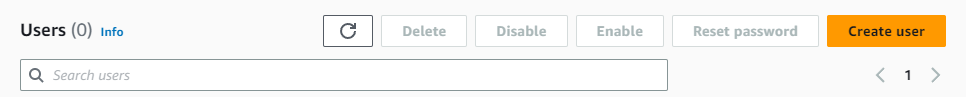 Users (0) Info
Delete
Disable
Enable
Reset password
Create user
Search users
1